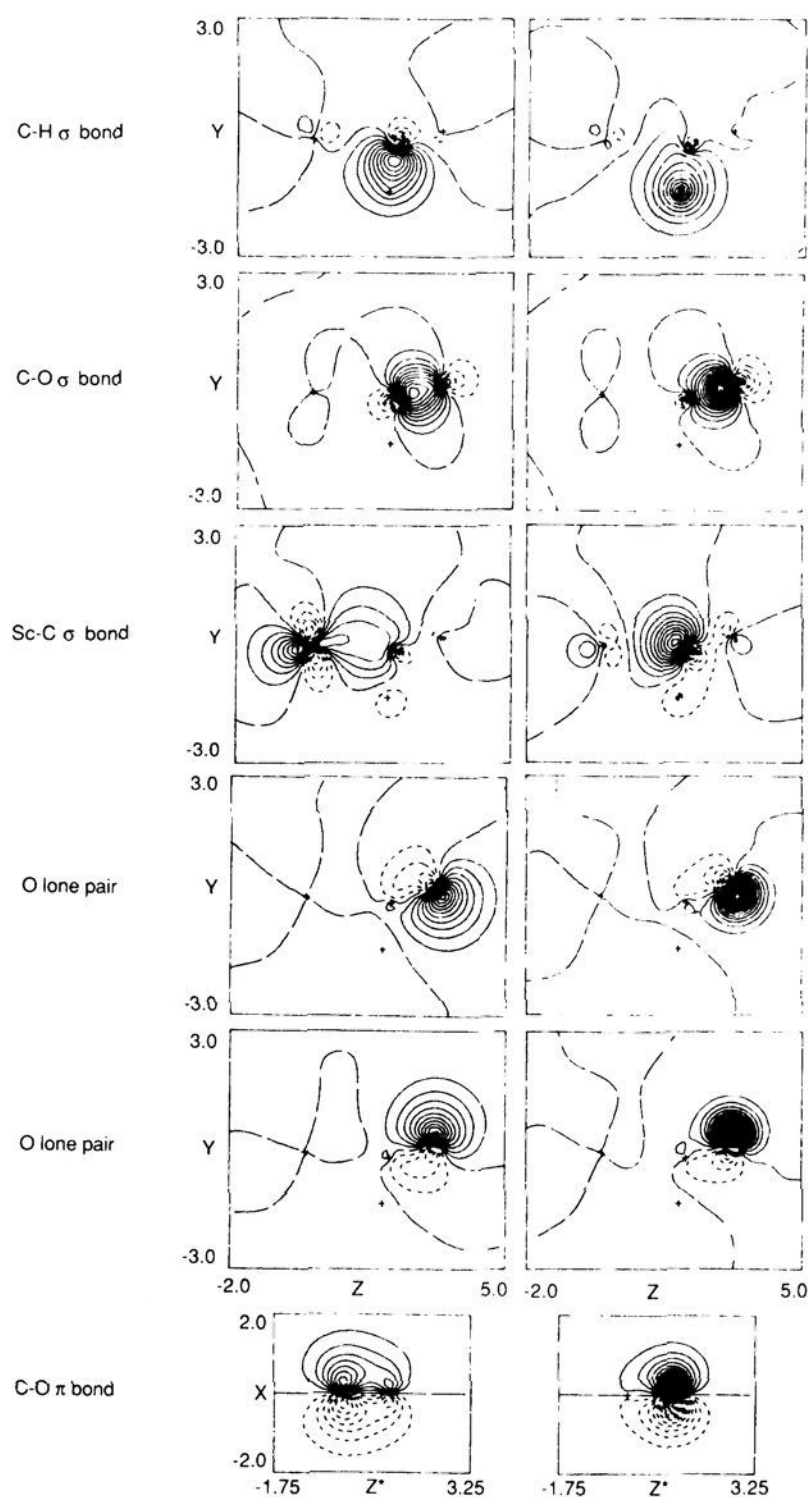 3.0
C-H σ bond Y
-3.0
3.0
C-O σ bond Y
-3.0
3.0
Sc-C σ bond Y
-3.0
3.0
O lone pair Y
-3.0
3.0
O lone pair Y
-3.0
-2.0 Z 5.0 -2.0 Z 5.0
2.0
C-O π bond X
-2.0
-1.75 Z* 3.25 -1.75 Z* 3.25